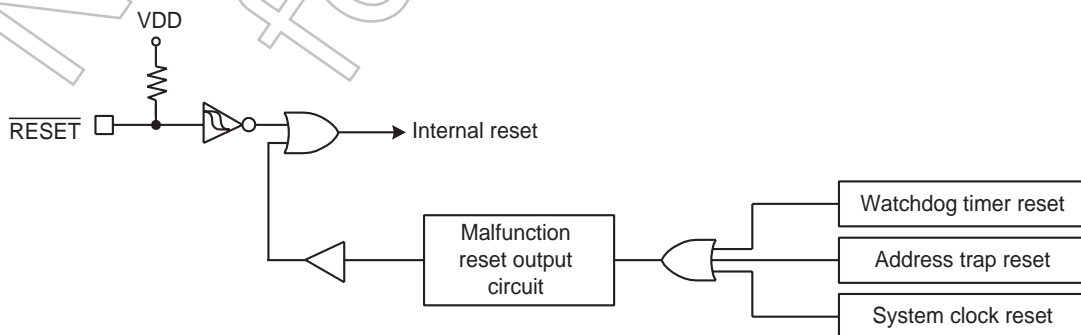 VDD
RESET
Internal reset
Malfunction
reset output
circuit
Watchdog timer reset
Address trap reset
System clock reset